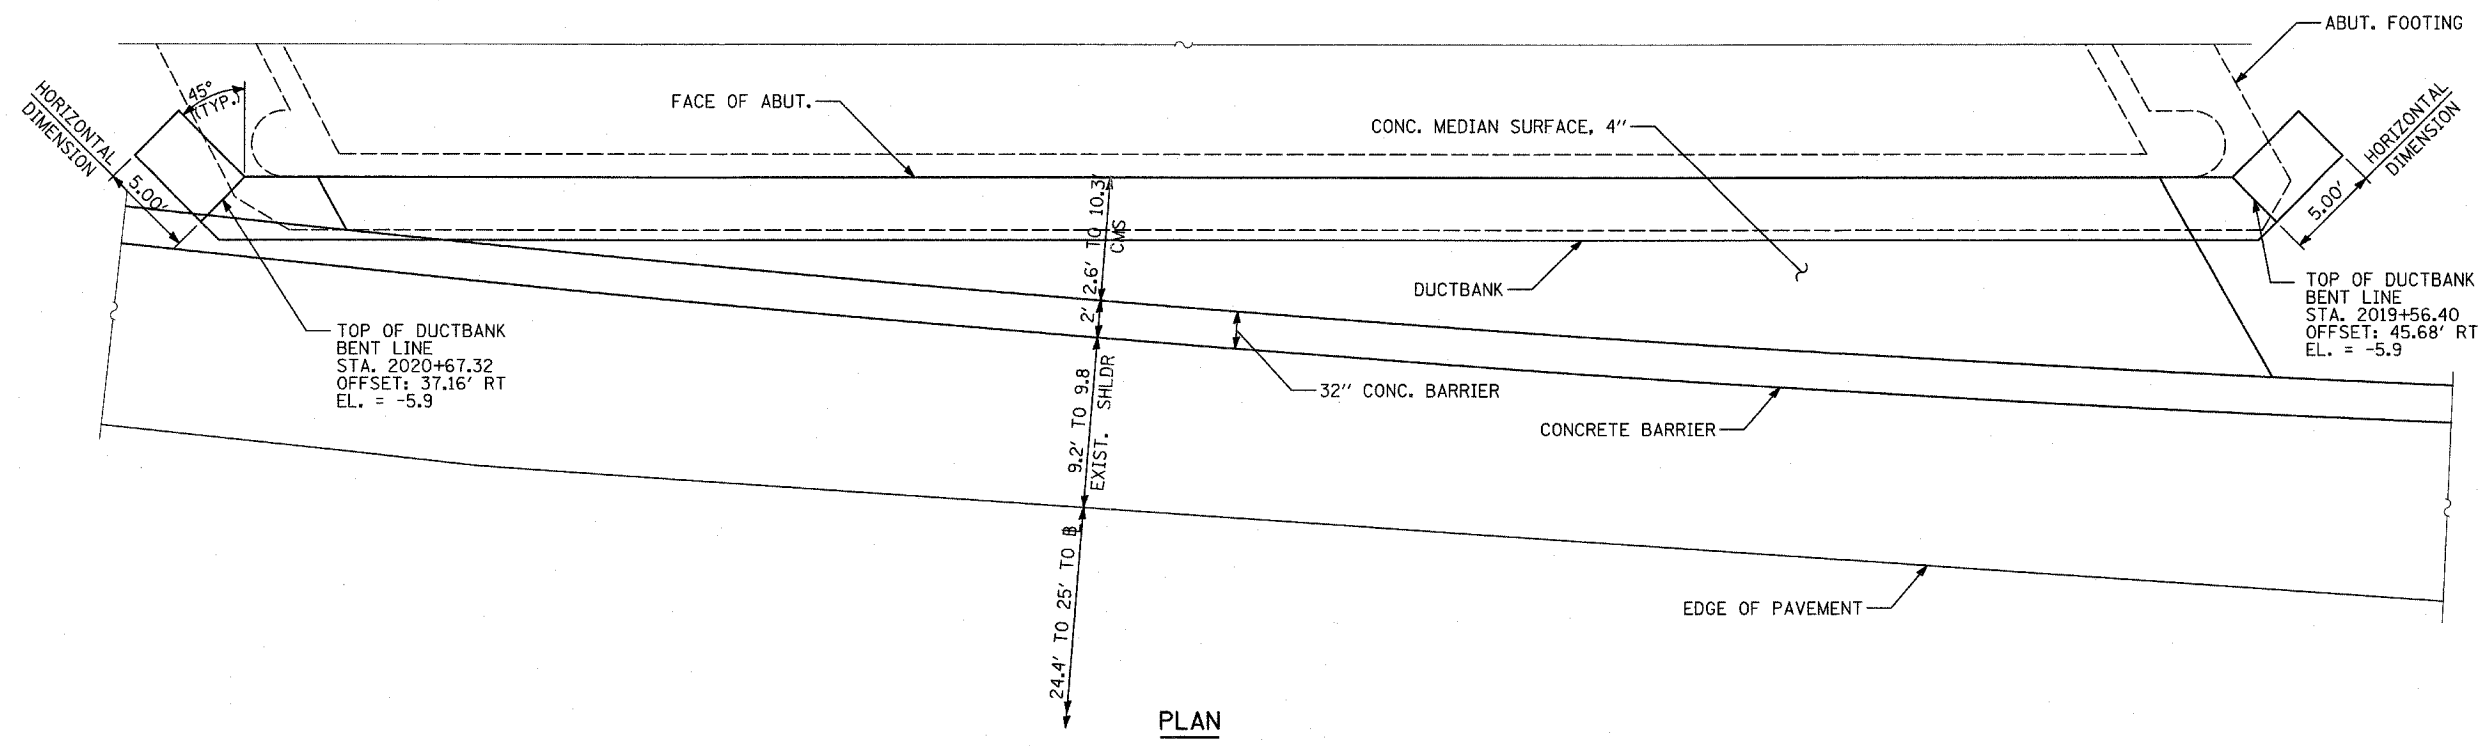 ABUT. FOOTING
HORIZONTAL
DIMENSION
45°
(TYP.)
5.00'
FACE OF ABUT.
CONC. MEDIAN SURFACE, 4"
HORIZONTAL
DIMENSION
5.00'
2.6' TO 10.3'
CMS
2'
DUCTBANK
TOP OF DUCTBANK
BENT LINE
STA. 2019+56.40
OFFSET: 45.68' RT
EL. = -5.9
TOP OF DUCTBANK
BENT LINE
STA. 2020+67.32
OFFSET: 37.16' RT
EL. = -5.9
9.2' TO 9.8
EXIST. SHLDR
32" CONC. BARRIER
CONCRETE BARRIER
24.4' TO 25' TO B
EDGE OF PAVEMENT
PLAN